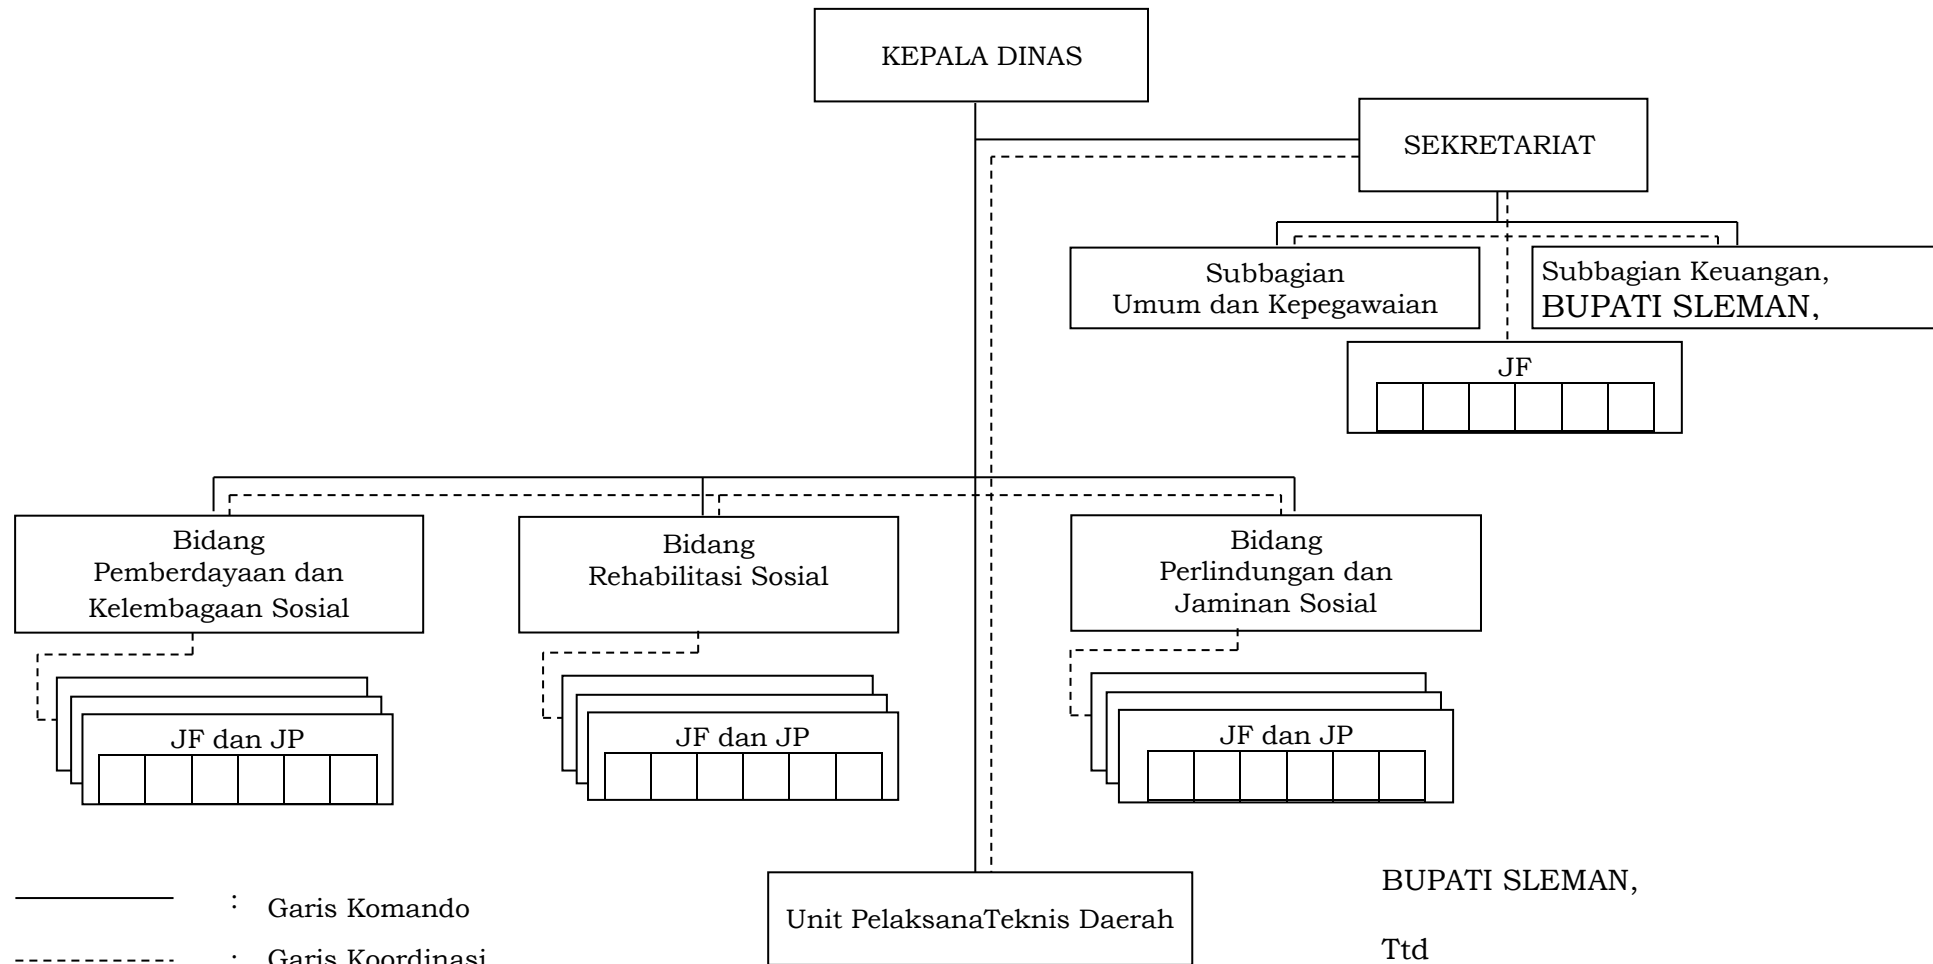 KEPALA DINAS
SEKRETARIAT
Subbagian
Umum dan Kepegawaian
Subbagian Keuangan,
BUPATI SLEMAN,
JF
Bidang
Pemberdayaan dan
Kelembagaan Sosial
Bidang
Rehabilitasi Sosial
Bidang
Perlindungan dan
Jaminan Sosial
JF dan JP
JF dan JP
JF dan JP
Unit PelaksanaTeknis Daerah
: Garis Komando
: Garis Koordinasi
BUPATI SLEMAN,
Ttd